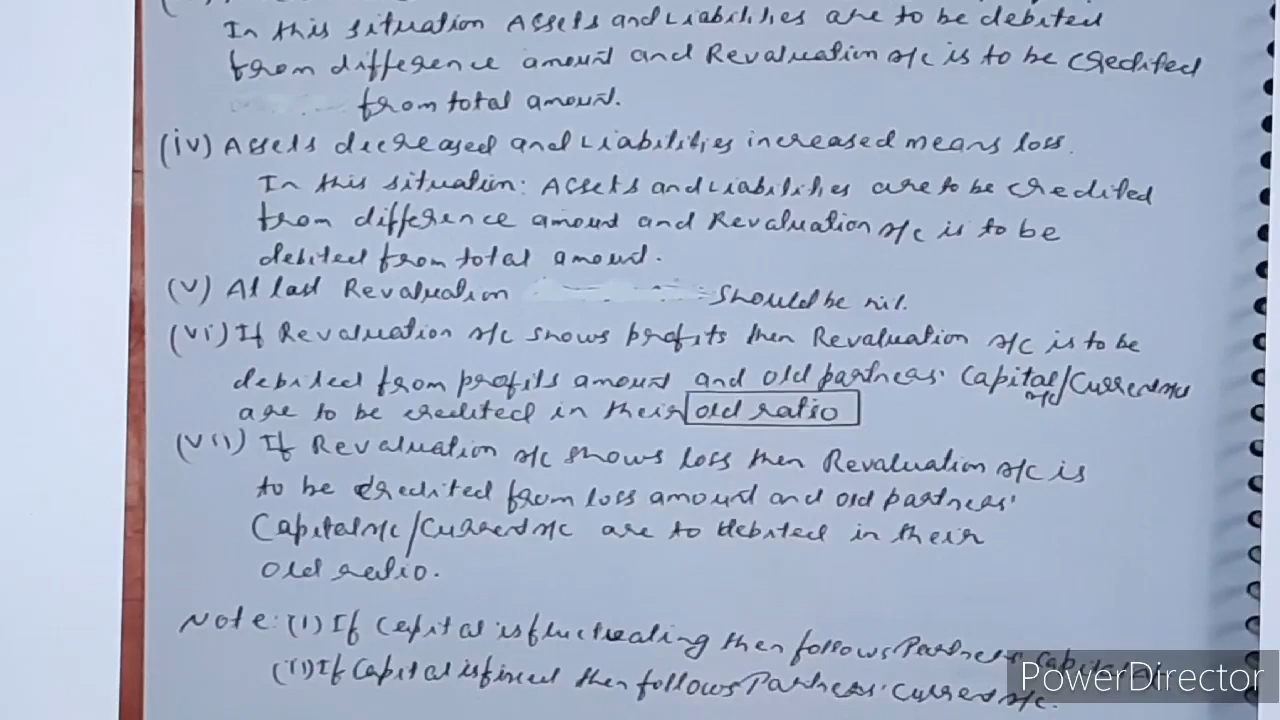 In this situation Assets and Liabilities are to be debited
from difference amount and Revaluation A/c is to be credited
from total amount.
(iv) Assets decreased and Liabilities increased means loss.
In this situation: Assets and Liabilities are to be credited
from difference amount and Revaluation A/c is to be
debited from total amount.
(v) At last Revaluation should be nil.
(vi) If Revaluation A/c shows profits then Revaluation A/c is to be
debited from profits amount and old partners' Capital/Current A/c
A/c
are to be credited in their old ratio
(vii) If Revaluation A/c shows loss then Revaluation A/c is
to be credited from loss amount and old partners'
Capital A/c/Current A/c are to debited in their
old ratio.
Note: (i) If Capital is fluctuating then follows Partners' Capital A/c
(ii) If Capital is fixed then follows Partners' Current A/c.
PowerDirector